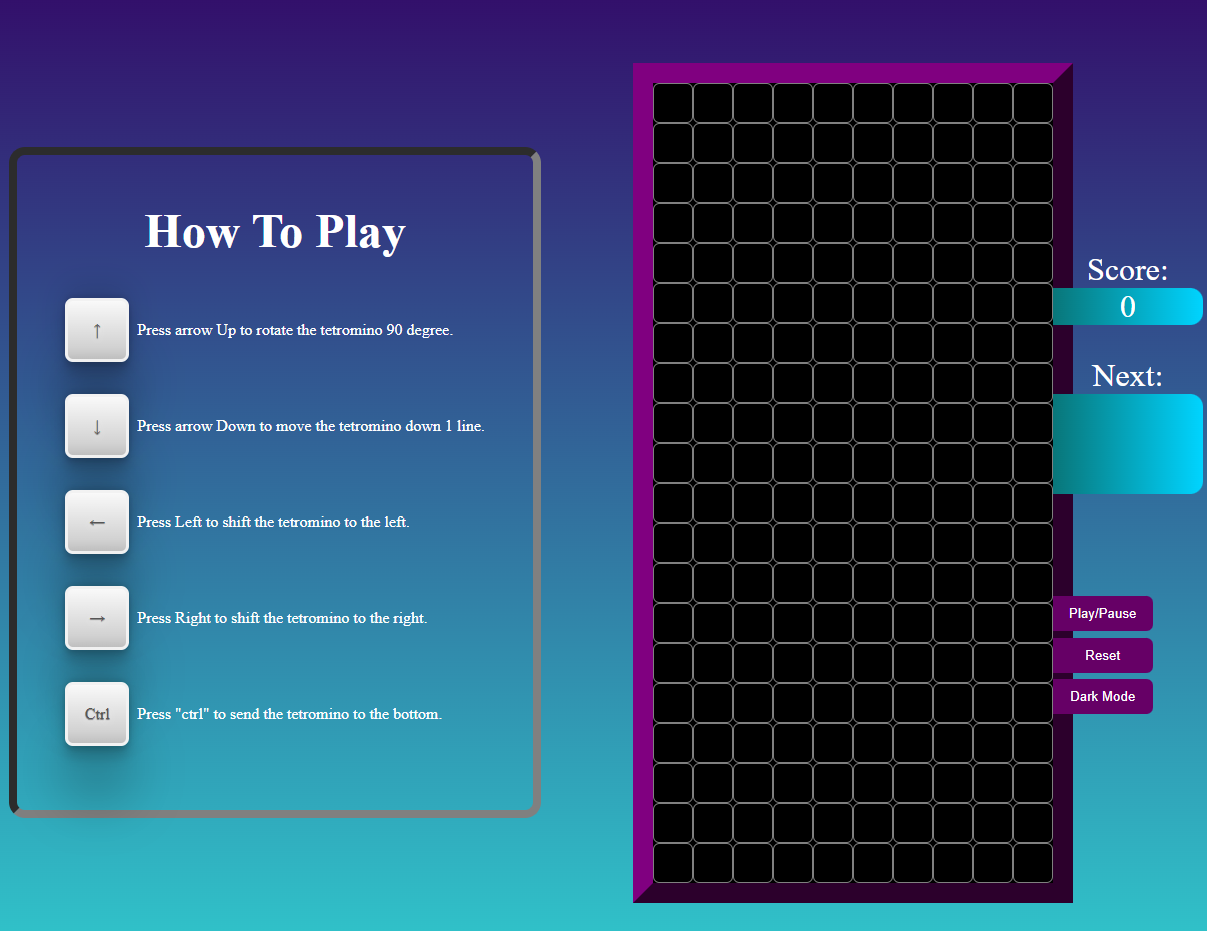 How To Play
↑ Press arrow Up to rotate the tetromino 90 degree.
↓ Press arrow Down to move the tetromino down 1 line.
← Press Left to shift the tetromino to the left.
→ Press Right to shift the tetromino to the right.
Ctrl Press "ctrl" to send the tetromino to the bottom.
Score:
0
Next:
Play/Pause
Reset
Dark Mode